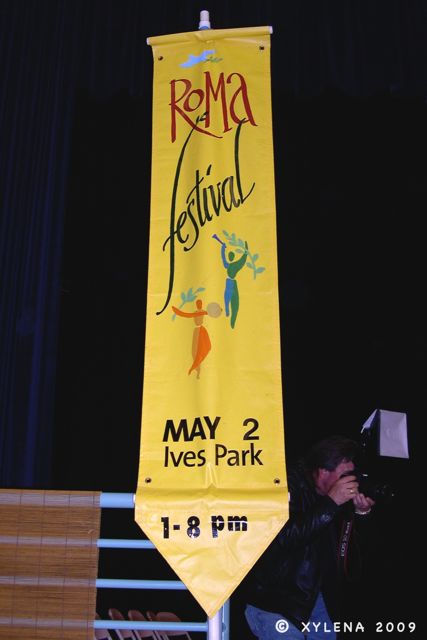 ROMA
festival
MAY 2
Ives Park
1-8 pm
© XYLENA 2009